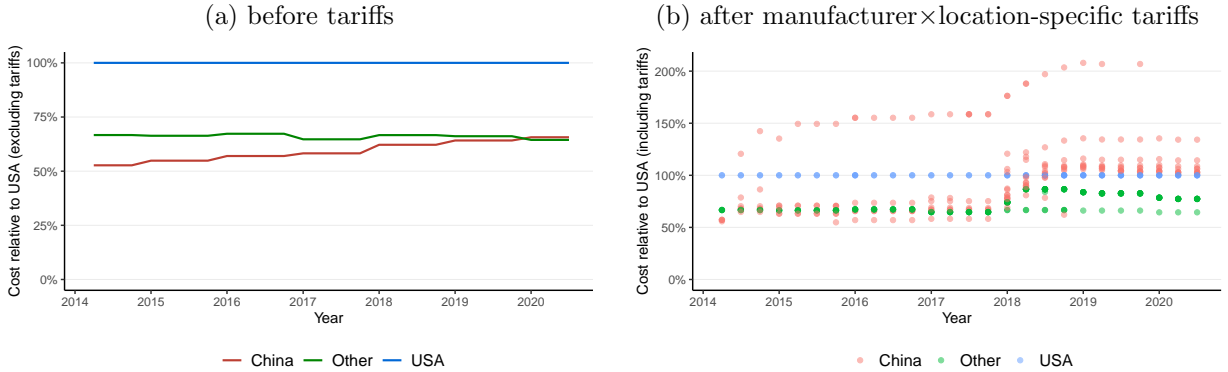 (a) before tariffs
Cost relative to USA (excluding tariffs)
100%
75%
50%
25%
0%
2014 2015 2016 2017 2018 2019 2020
Year
China Other USA
(b) after manufacturer×location-specific tariffs
Cost relative to USA (including tariffs)
200%
150%
100%
50%
0%
2014 2015 2016 2017 2018 2019 2020
Year
China Other USA